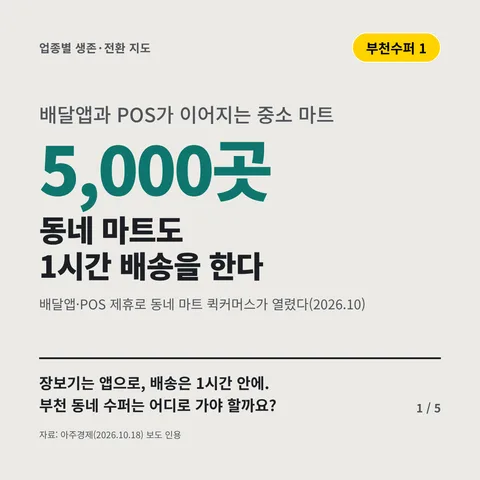 업종별 생존·전환 지도
부천수퍼 1
배달앱과 POS가 이어지는 중소 마트
5,000곳
동네 마트도
1시간 배송을 한다
배달앱·POS 제휴로 동네 마트 퀵커머스가 열렸다(2026.10)
장보기는 앱으로, 배송은 1시간 안에.
부천 동네 수퍼는 어디로 가야 할까요?
1 / 5
자료: 아주경제(2026.10.18) 보도 인용